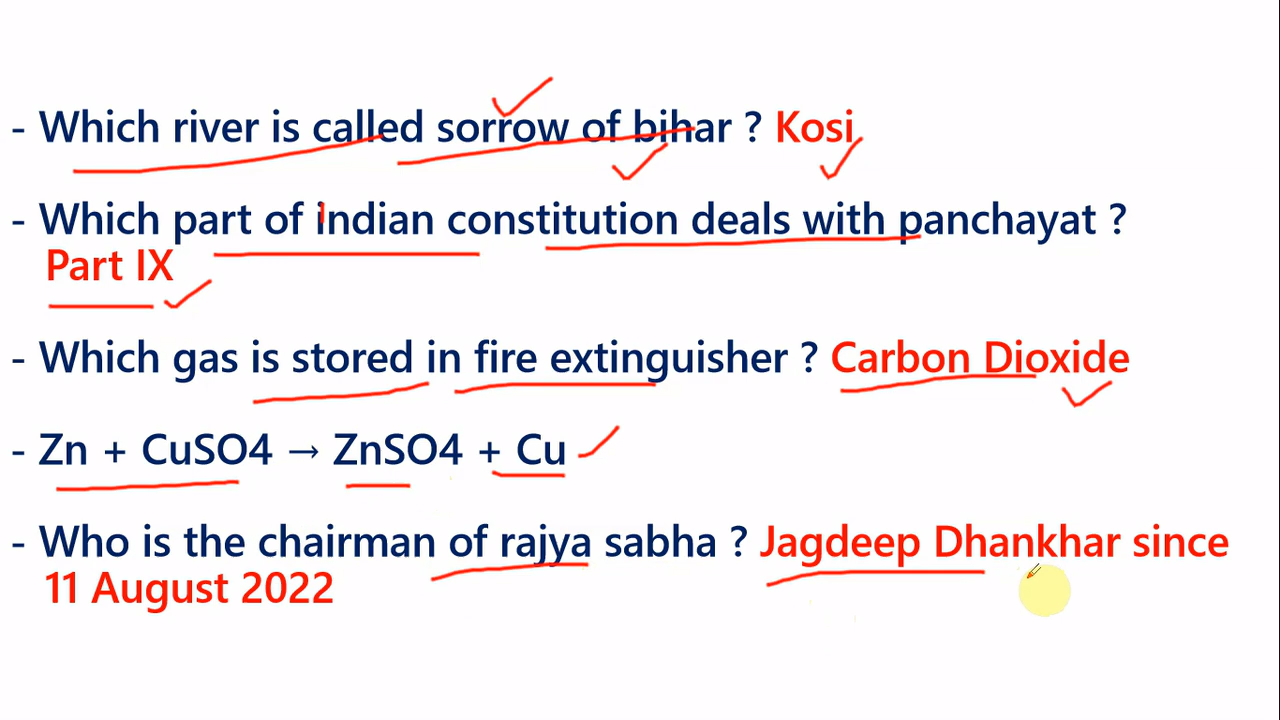 - Which river is called sorrow of bihar ? Kosi
- Which part of indian constitution deals with panchayat ?
Part IX
- Which gas is stored in fire extinguisher ? Carbon Dioxide
- Zn + CuSO4 → ZnSO4 + Cu
- Who is the chairman of rajya sabha ? Jagdeep Dhankhar since
11 August 2022